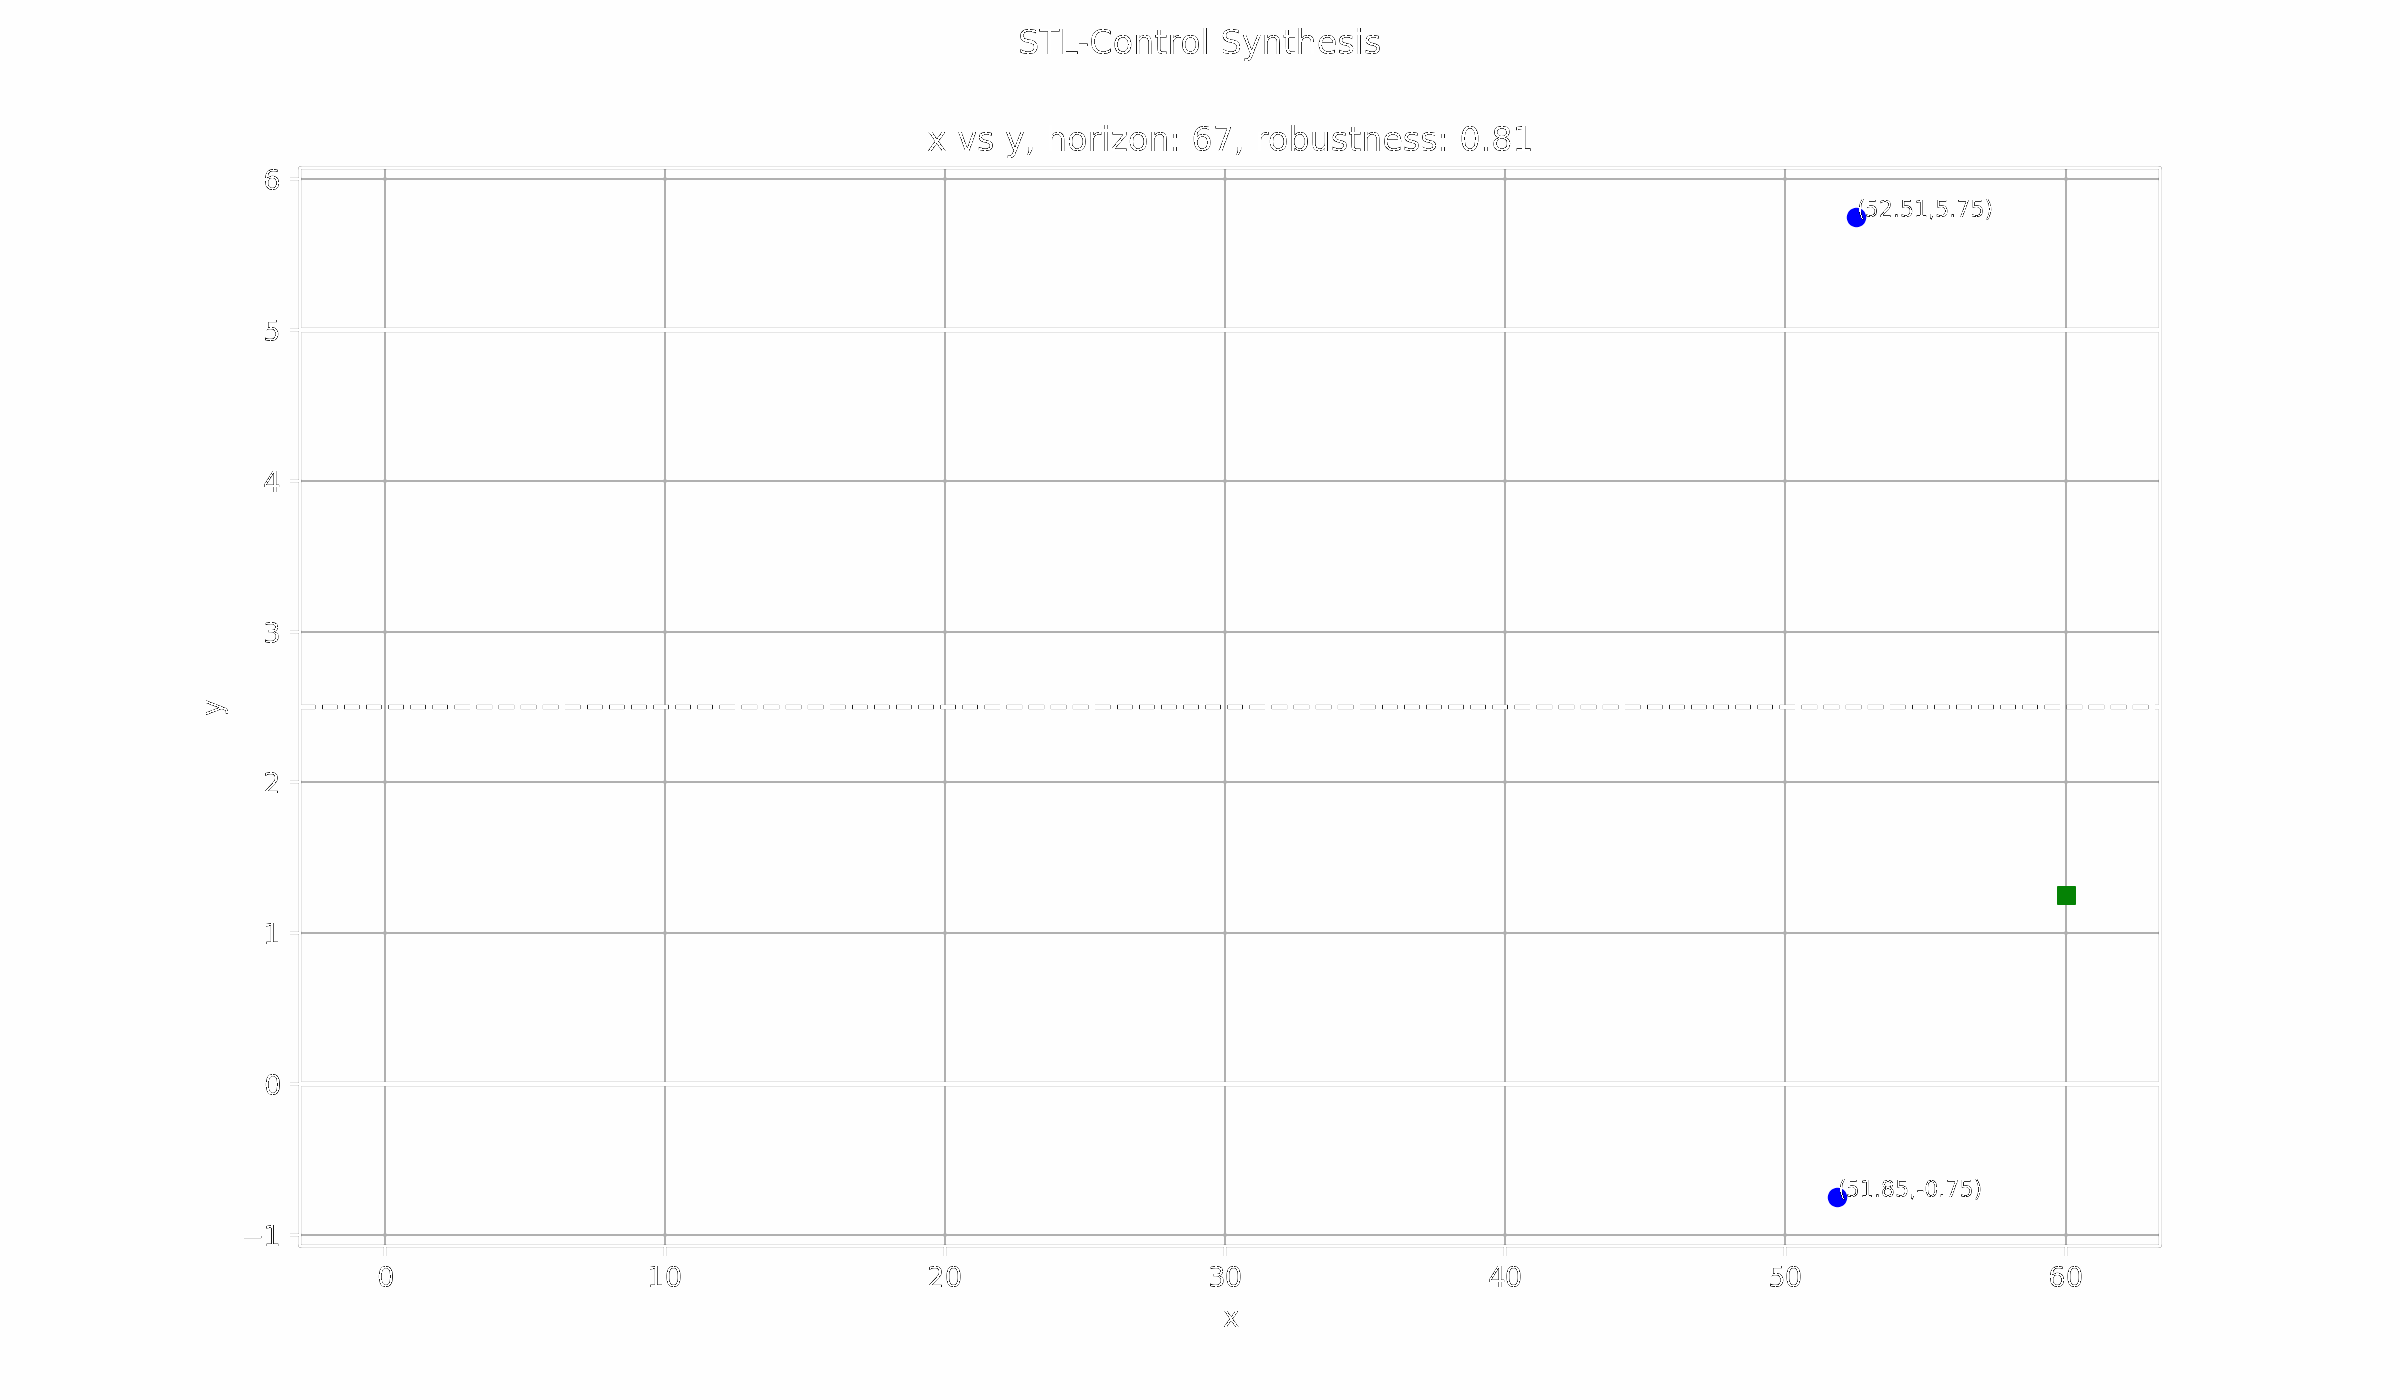 STL-Control Synthesis
x vs y, horizon: 67, robustness: 0.81
6
(52.51,5.75)
5
4
3
y
2
1
0
(51.85,-0.75)
−1
0 10 20 30 40 50 60
x